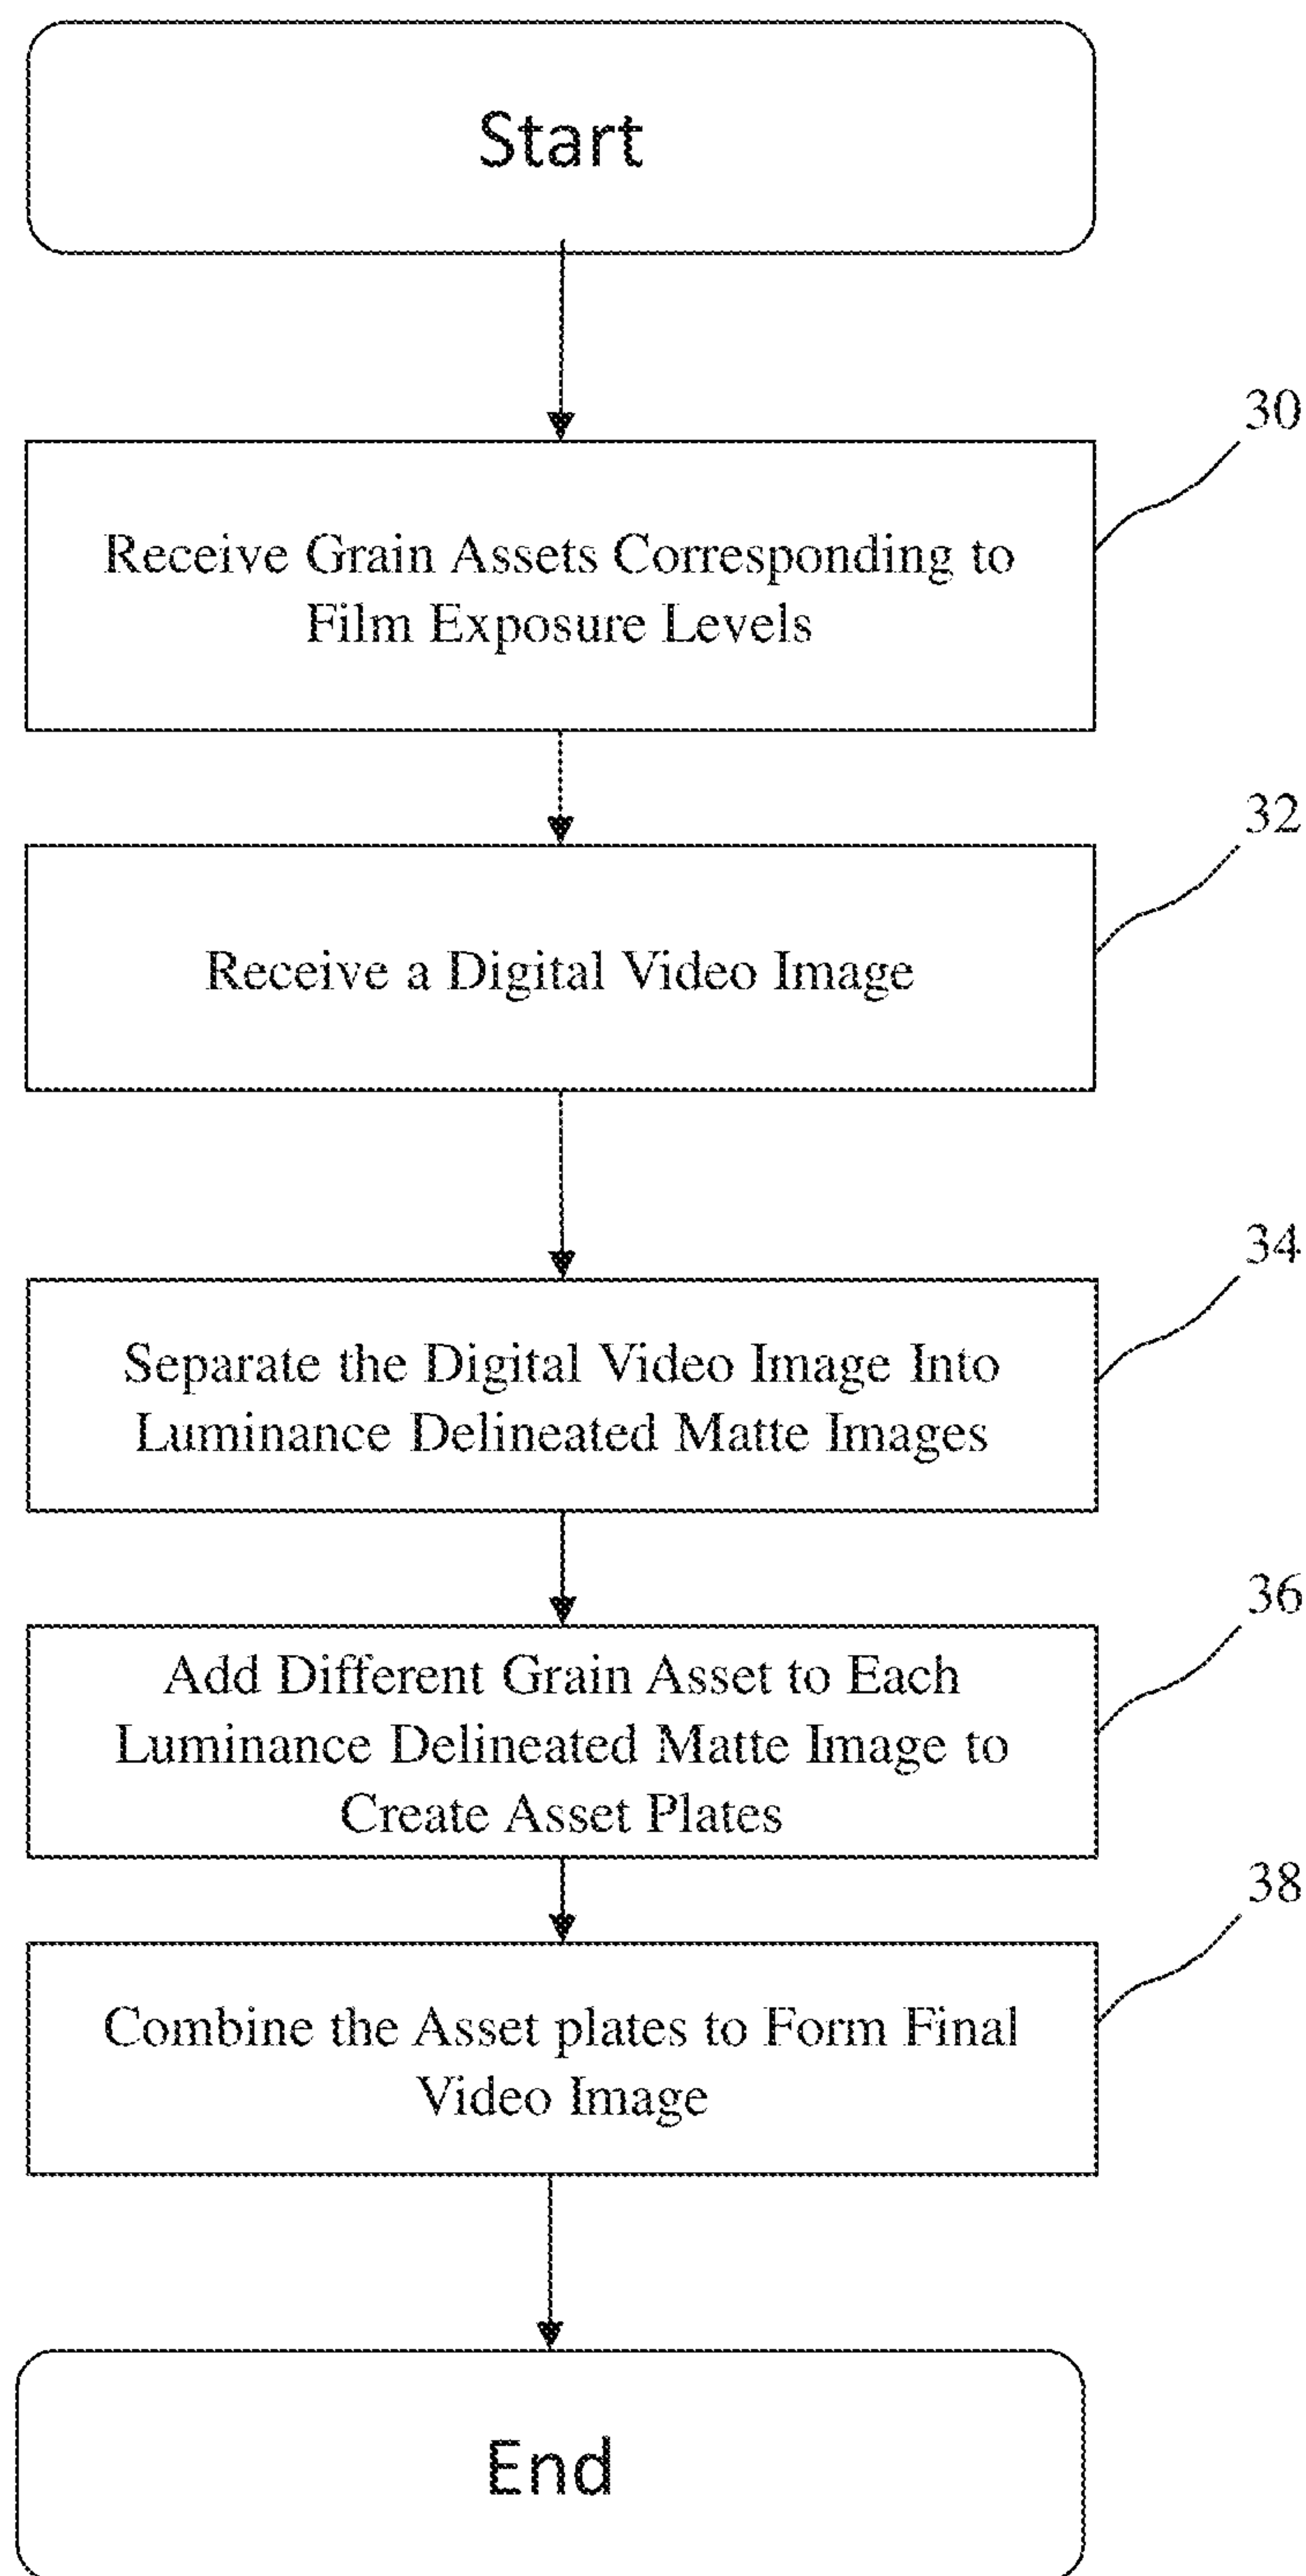 Start
30
Receive Grain Assets Corresponding to
Film Exposure Levels
32
Receive a Digital Video Image
34
Separate the Digital Video Image Into
Luminance Delineated Matte Images
36
Add Different Grain Asset to Each
Luminance Delineated Matte Image to
Create Asset Plates
38
Combine the Asset plates to Form Final
Video Image
End